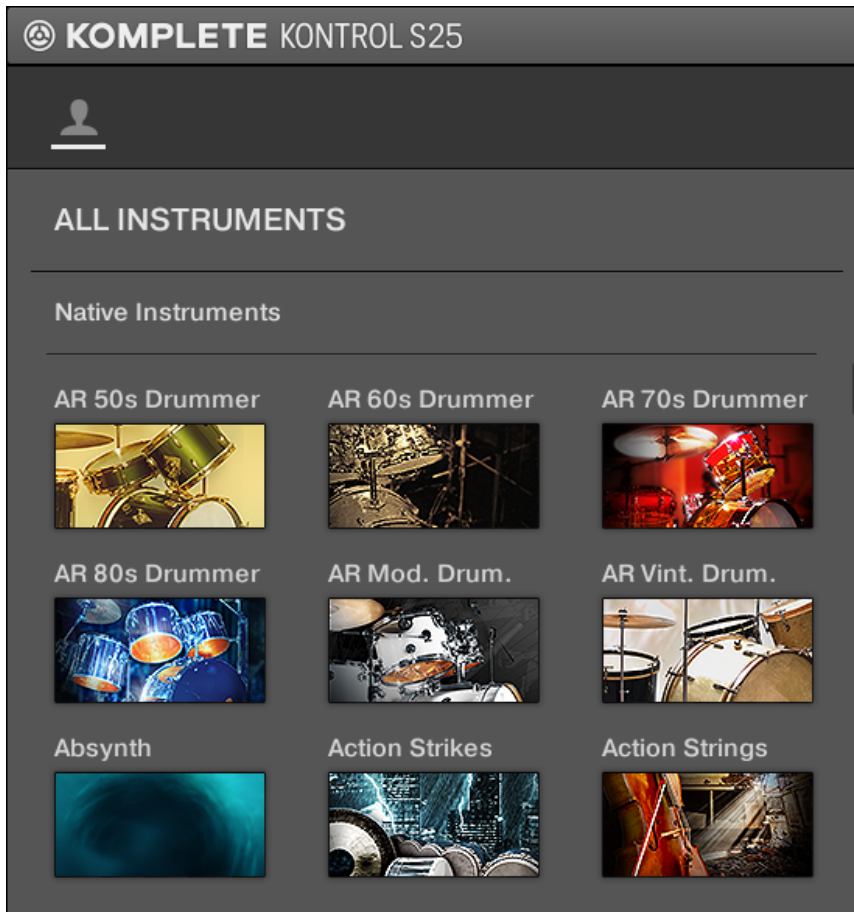 KOMPLETE KONTROL S25
ALL INSTRUMENTS
Native Instruments
AR 50s Drummer
AR 60s Drummer
AR 70s Drummer
AR 80s Drummer
AR Mod. Drum.
AR Vint. Drum.
Absynth
Action Strikes
Action Strings